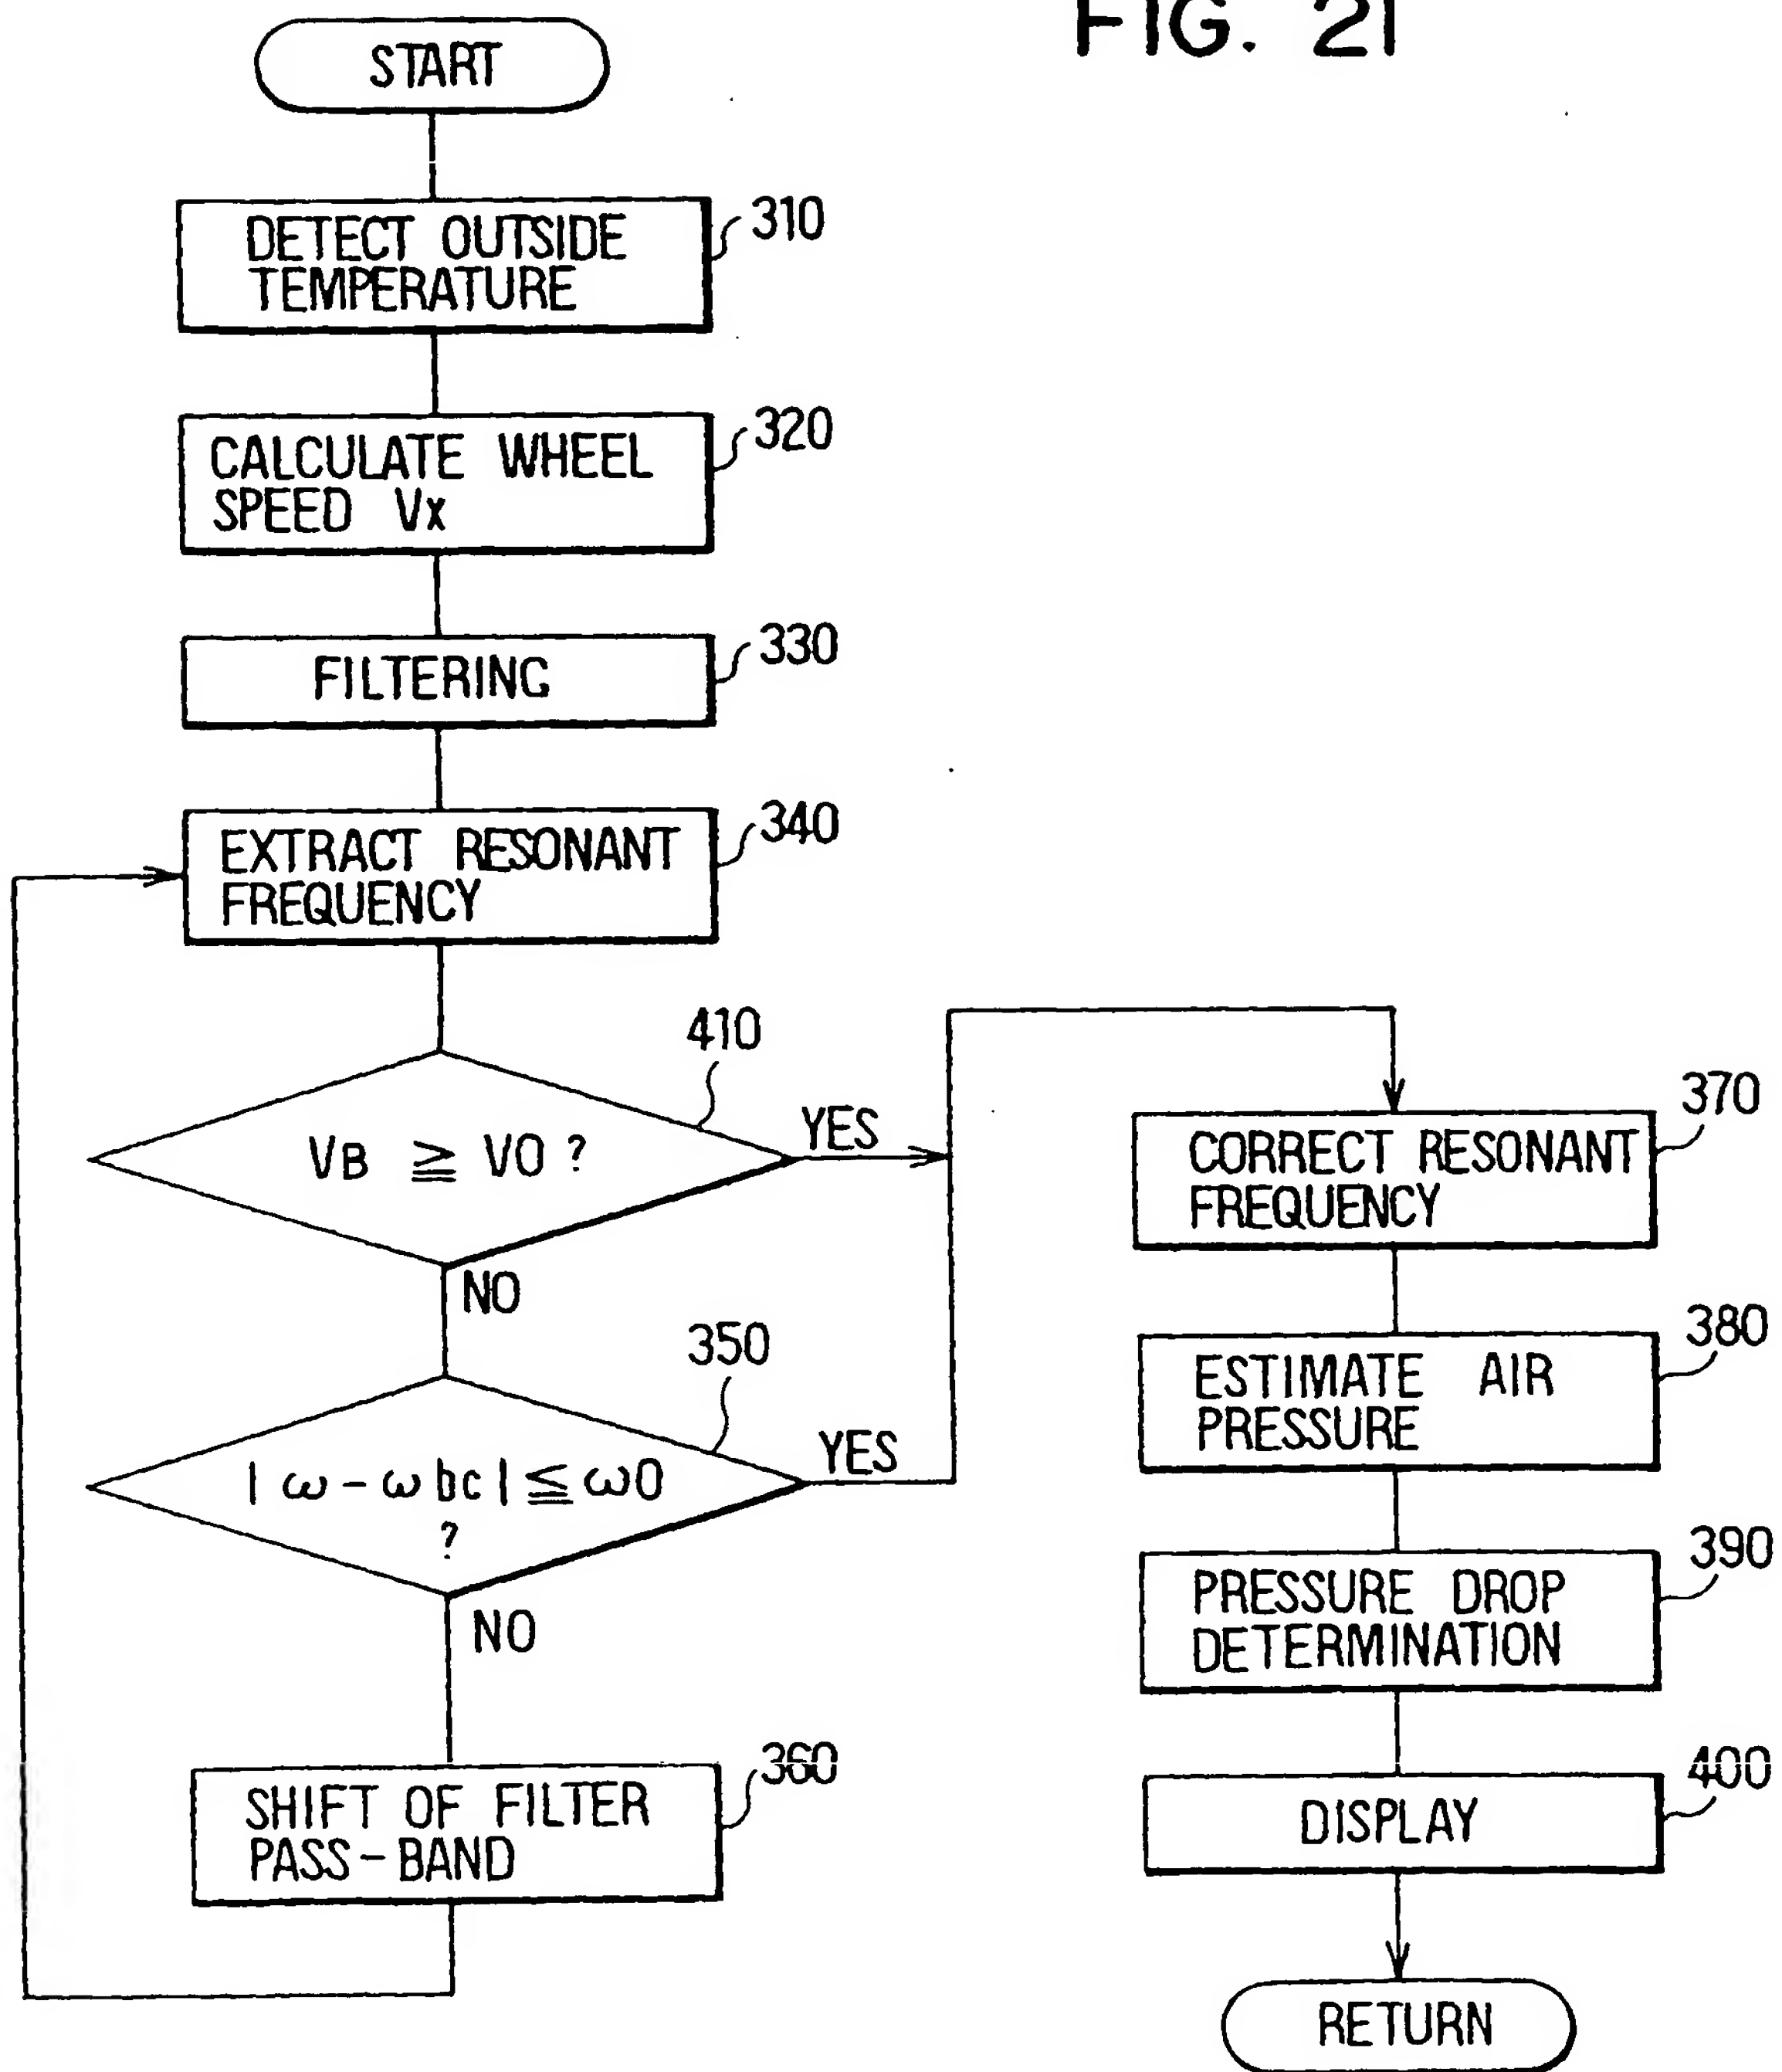 FIG. 21
START
DETECT OUTSIDE
TEMPERATURE
310
CALCULATE WHEEL
SPEED Vx
320
FILTERING
330
EXTRACT RESONANT
FREQUENCY
340
410
VB ≧ V0 ?
YES
NO
350
| ω - ω bc | ≦ ω0
?
YES
NO
SHIFT OF FILTER
PASS-BAND
360
CORRECT RESONANT
FREQUENCY
370
ESTIMATE AIR
PRESSURE
380
PRESSURE DROP
DETERMINATION
390
DISPLAY
400
RETURN